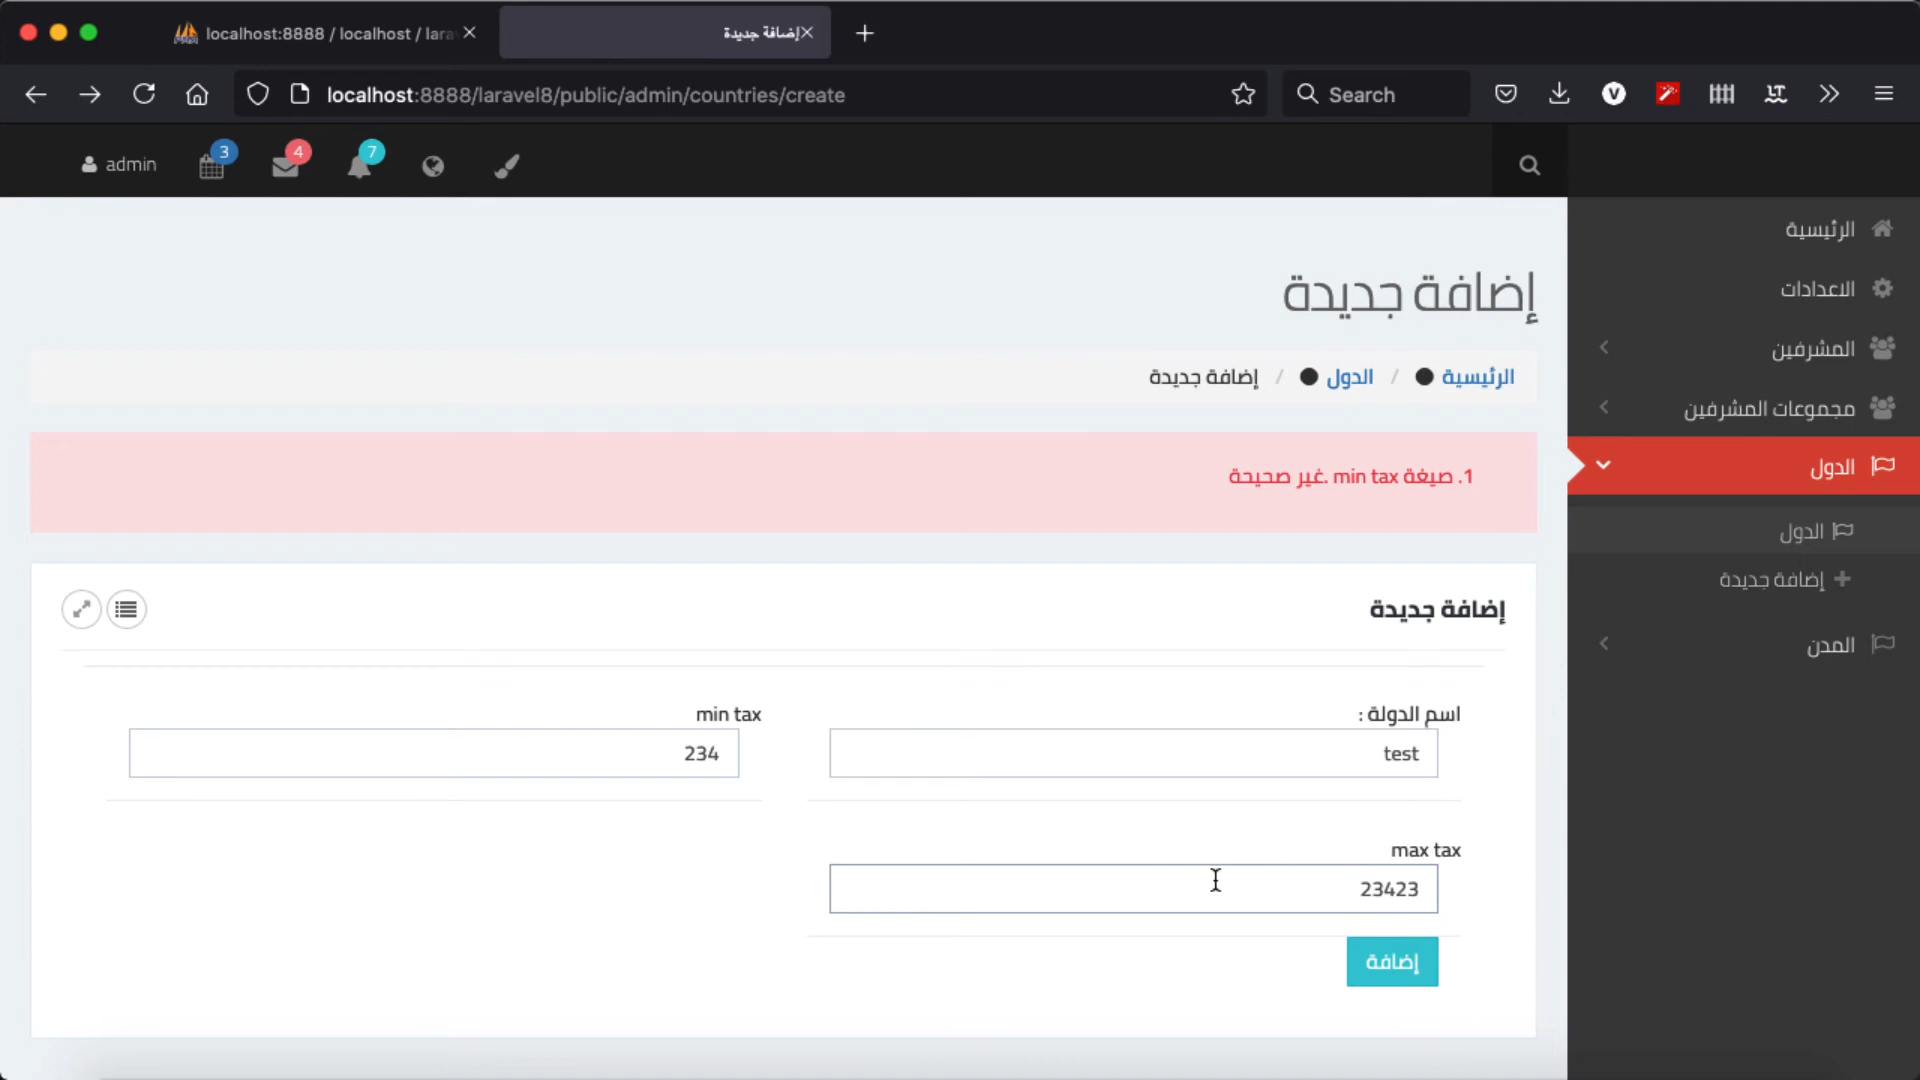 localhost:8888 / localhost / lara
إضافة جديدة
localhost:8888/laravel8/public/admin/countries/create
Search
admin
3
4
7
الرئيسية
الاعدادات
المشرفين
مجموعات المشرفين
الدول
الدول
إضافة جديدة
المدن
إضافة جديدة
الرئيسية / الدول / إضافة جديدة
1. صيغة min tax .غير صحيحة
إضافة جديدة
اسم الدولة :
test
min tax
234
max tax
23423
إضافة